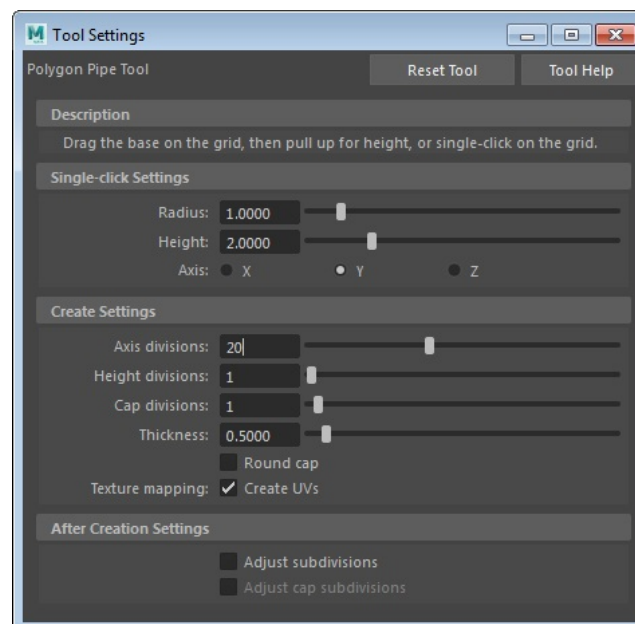 M Tool Settings
Polygon Pipe Tool Reset Tool Tool Help
Description
Drag the base on the grid, then pull up for height, or single-click on the grid.
Single-click Settings
Radius: 1.0000
Height: 2.0000
Axis: X Y Z
Create Settings
Axis divisions: 20
Height divisions: 1
Cap divisions: 1
Thickness: 0.5000
Round cap
Texture mapping: Create UVs
After Creation Settings
Adjust subdivisions
Adjust cap subdivisions